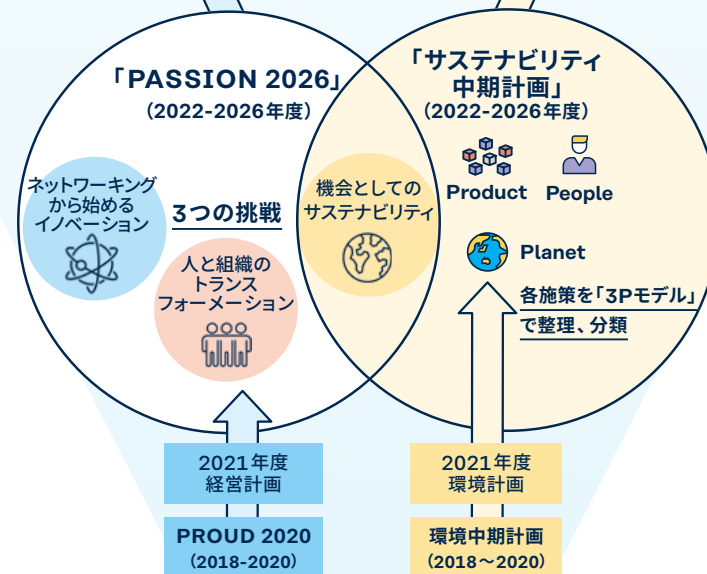 「PASSION 2026」
（2022-2026年度）
「サステナビリティ
中期計画」
（2022-2026年度）
ネットワーキング
から始める
イノベーション
3つの挑戦
人と組織の
トランス
フォーメーション
機会としての
サステナビリティ
Product
People
Planet
各施策を「3Pモデル」
で整理、分類
2021年度
経営計画
PROUD 2020
（2018-2020）
2021年度
環境計画
環境中期計画
（2018～2020）